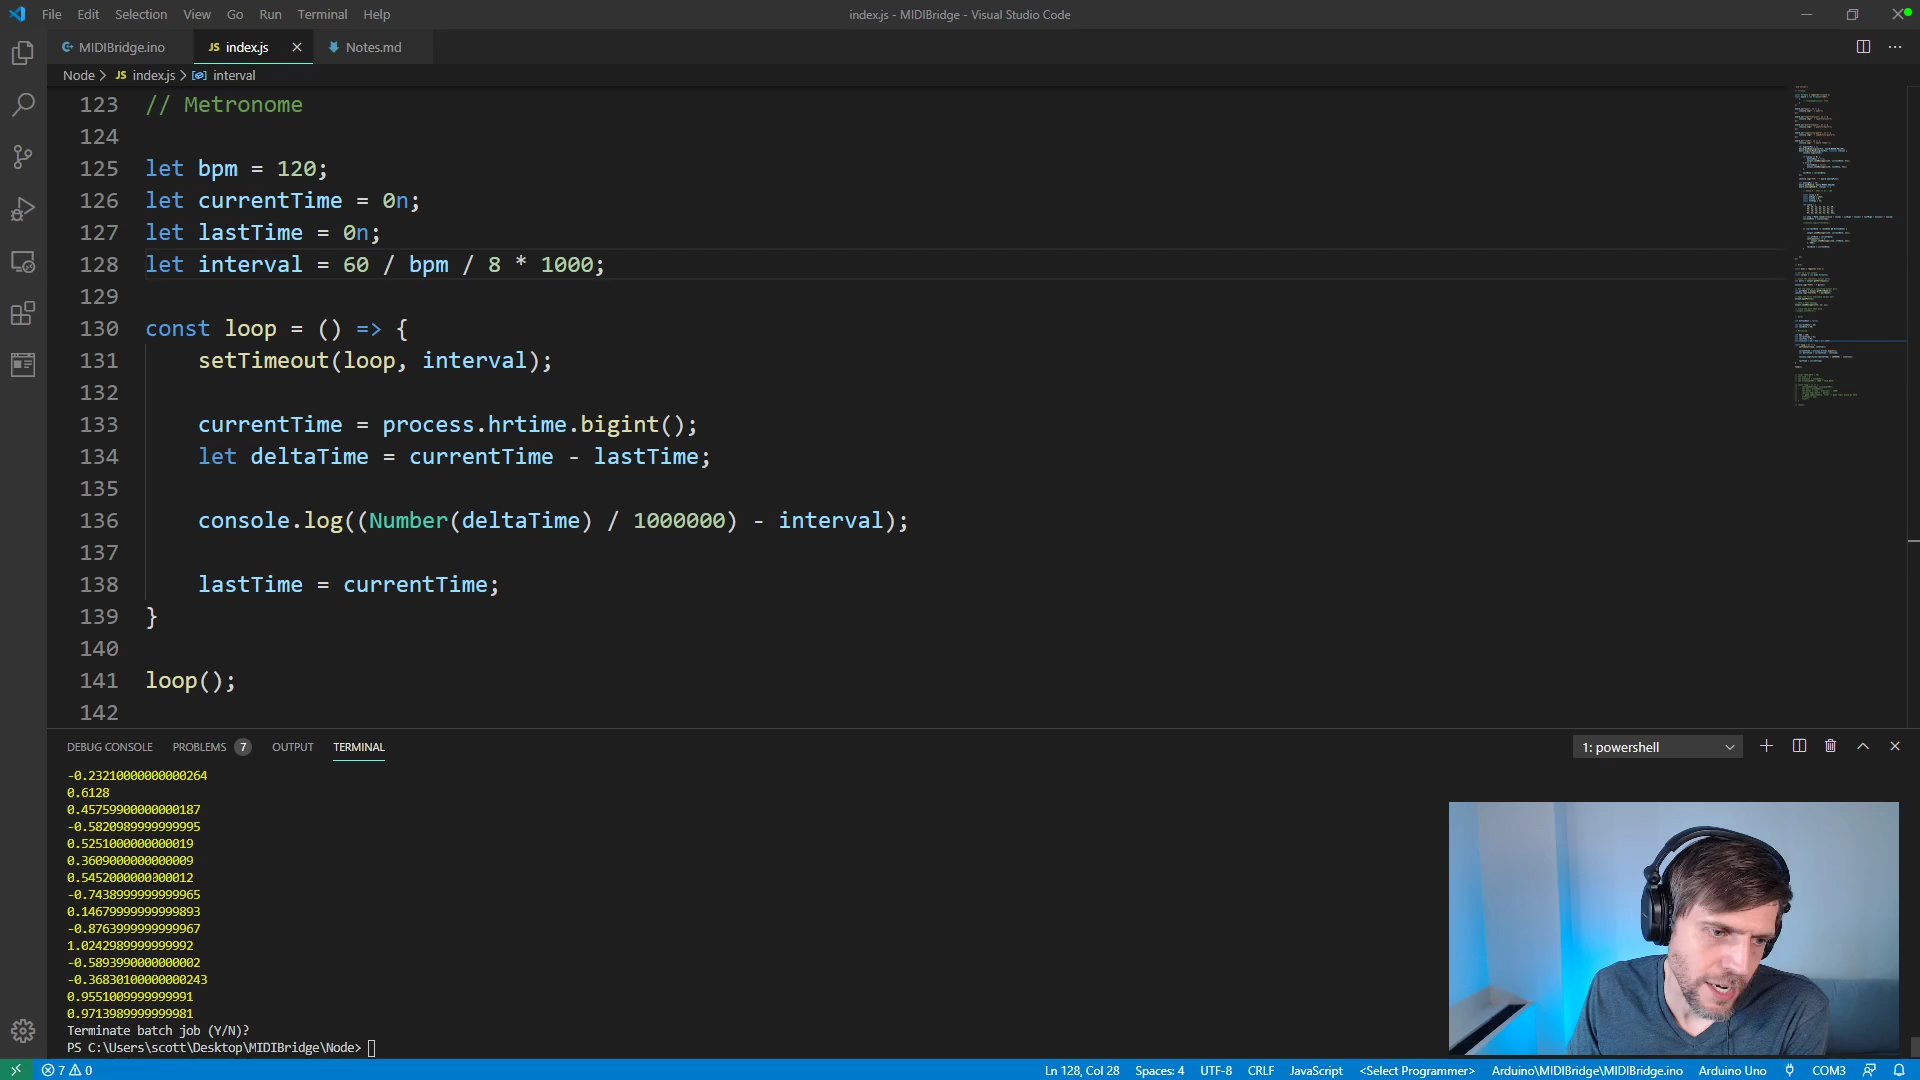 File Edit Selection View Go Run Terminal Help
index.js - MIDIBridge - Visual Studio Code
MIDIBridge.ino
JS index.js
Notes.md
Node > JS index.js > interval
123 // Metronome
124
125 let bpm = 120;
126 let currentTime = 0n;
127 let lastTime = 0n;
128 let interval = 60 / bpm / 8 * 1000;
129
130 const loop = () => {
131 setTimeout(loop, interval);
132
133 currentTime = process.hrtime.bigint();
134 let deltaTime = currentTime - lastTime;
135
136 console.log((Number(deltaTime) / 1000000) - interval);
137
138 lastTime = currentTime;
139 }
140
141 loop();
142
DEBUG CONSOLE PROBLEMS 7 OUTPUT TERMINAL
1: powershell
-0.23210000000000264
0.6128
0.45759900000000187
-0.5820989999999995
0.5251000000000019
0.3609000000000009
0.5452000000000012
-0.7438999999999965
0.14679999999999893
-0.8763999999999967
1.0242989999999992
-0.5893990000000002
-0.36830100000000243
0.9551009999999991
0.9713989999999981
Terminate batch job (Y/N)?
PS C:\Users\scott\Desktop\MIDIBridge\Node>
7 0
Ln 128, Col 28 Spaces: 4 UTF-8 CRLF JavaScript <Select Programmer> Arduino\MIDIBridge\MIDIBridge.ino Arduino Uno COM3